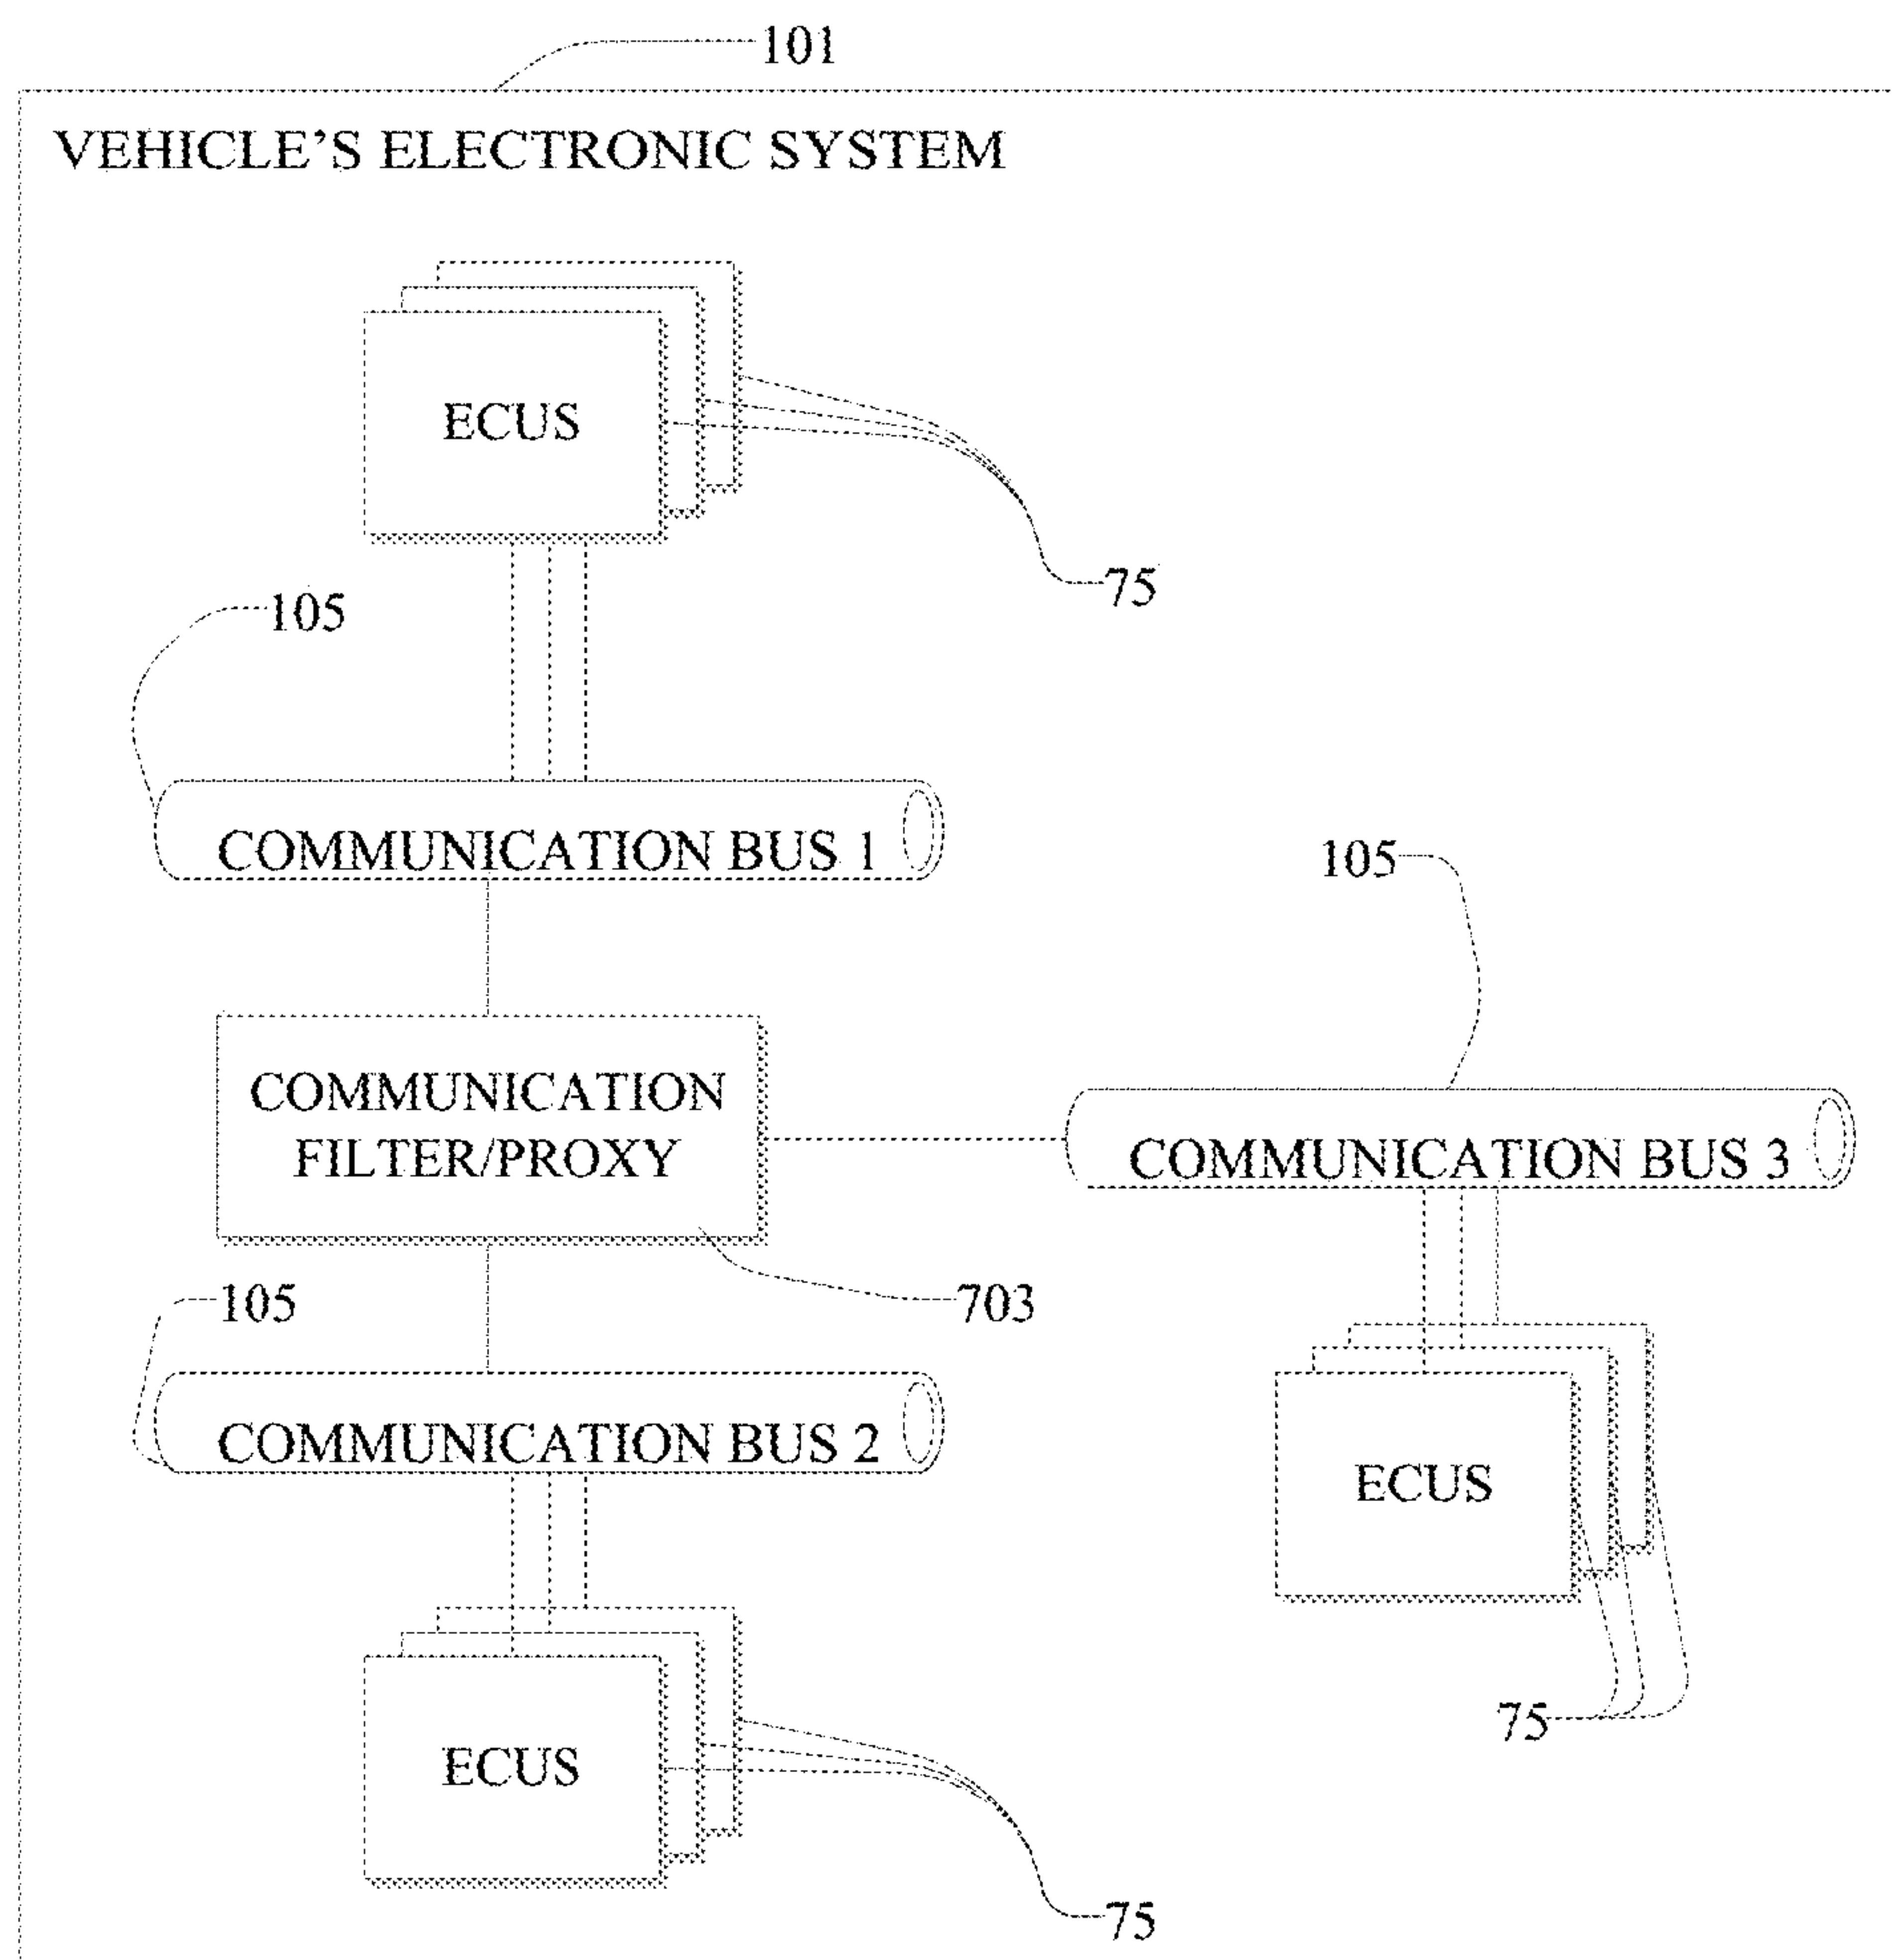 101
VEHICLE'S ELECTRONIC SYSTEM
ECUS
75
105
COMMUNICATION BUS 1
105
COMMUNICATION
FILTER/PROXY
COMMUNICATION BUS 3
703
105
COMMUNICATION BUS 2
ECUS
75
ECUS
75